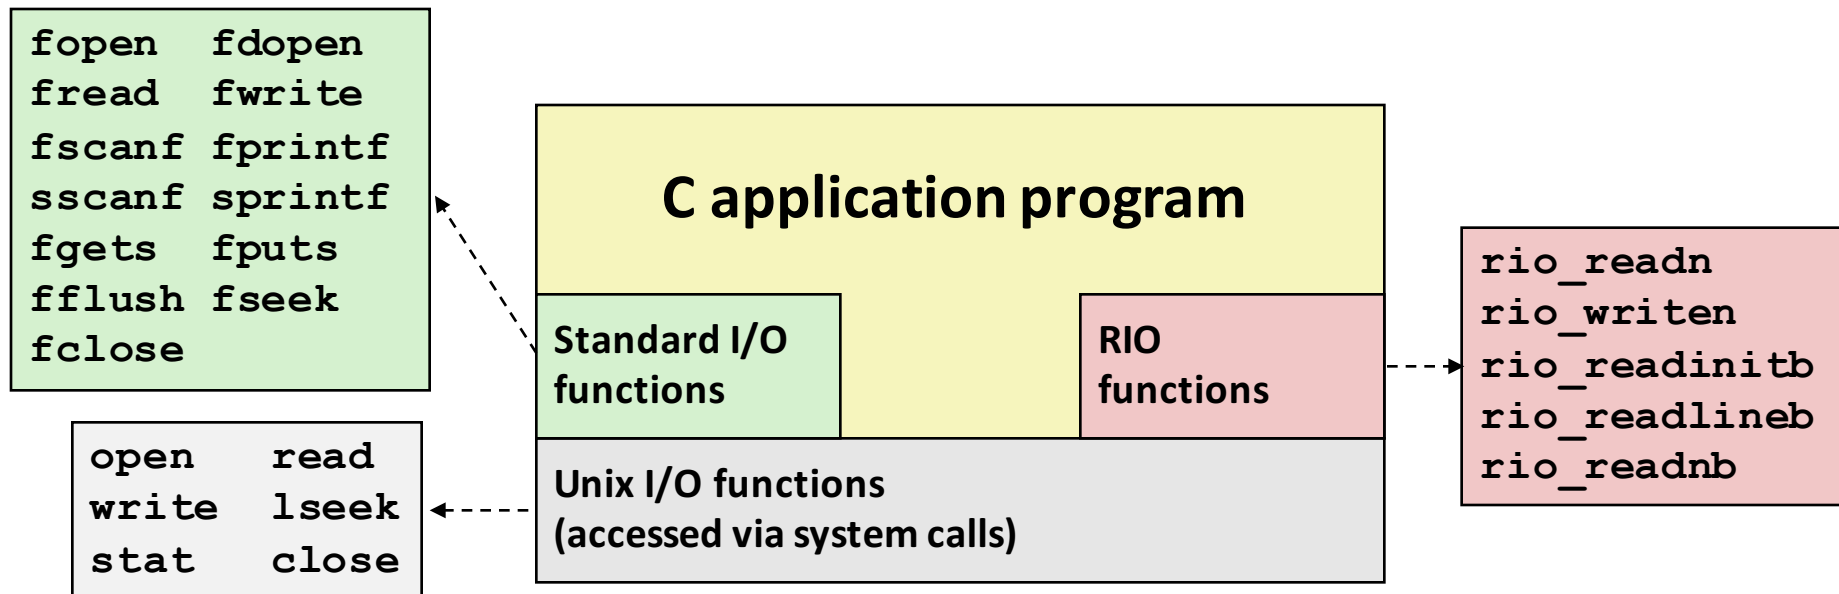 fopen fdopen
fread fwrite
fscanf fprintf
sscanf sprintf
fgets fputs
fflush fseek
fclose
C application program
Standard I/O
functions
RIO
functions
rio_readn
rio_writen
rio_readinitb
rio_readlineb
rio_readnb
open read
write lseek
stat close
Unix I/O functions
(accessed via system calls)